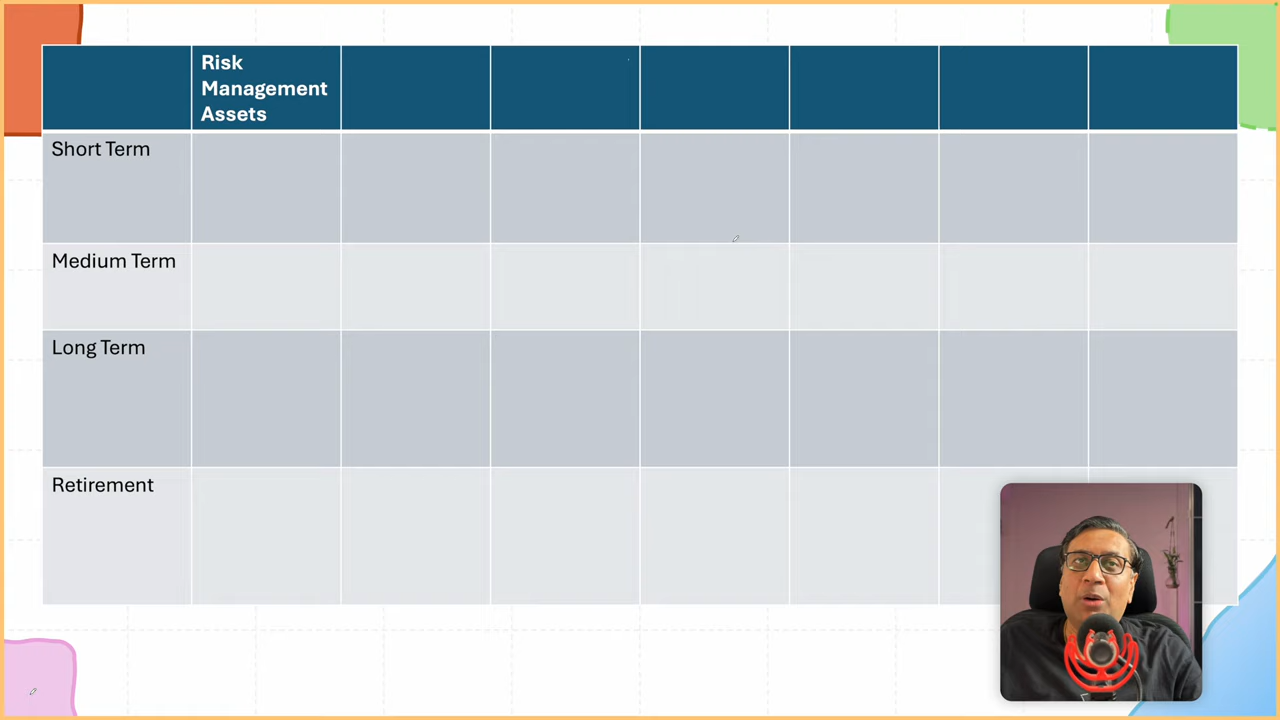 Risk
Management
Assets
Short Term
Medium Term
Long Term
Retirement